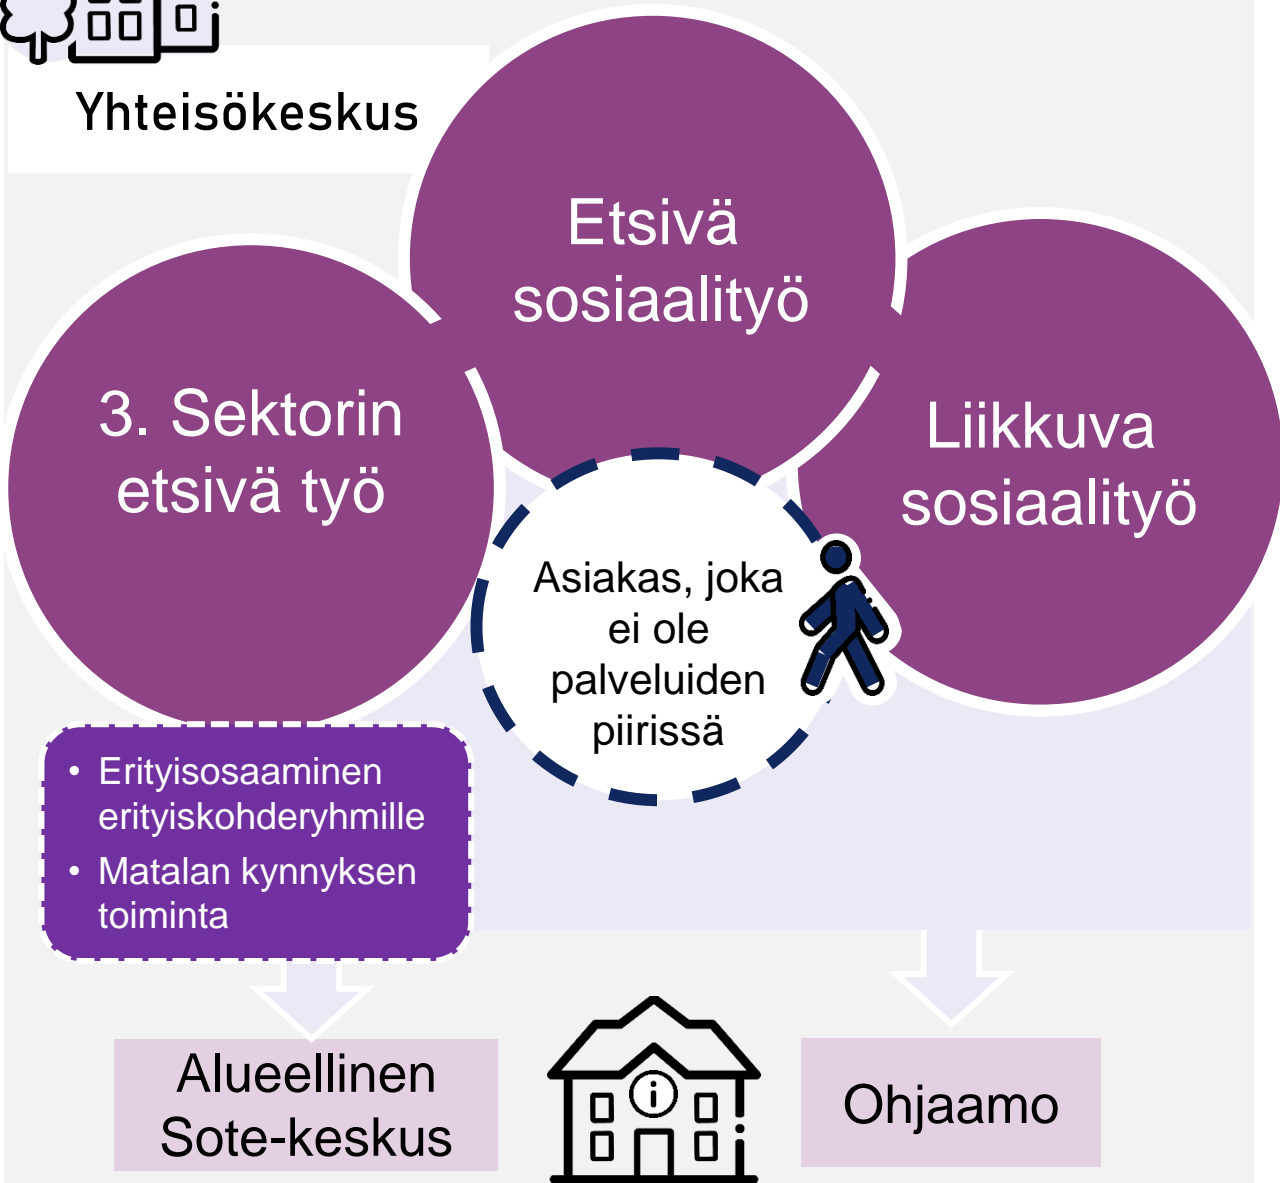 Yhteisökeskus
Etsivä
sosiaalityö
3. Sektorin
etsivä työ
Liikkuva
sosiaalityö
Asiakas, joka
ei ole
palveluiden
piirissä
• Erityisosaaminen
erityiskohderyhmille
• Matalan kynnyksen
toiminta
Alueellinen
Sote-keskus
i
Ohjaamo